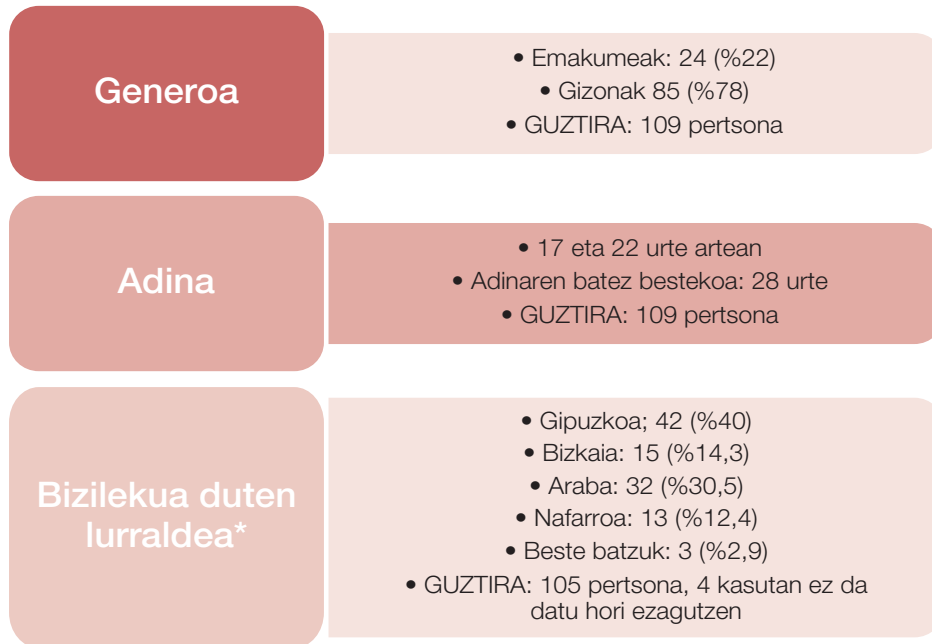 Generoa
• Emakumeak: 24 (%22)
• Gizonak 85 (%78)
• GUZTIRA: 109 pertsona
Adina
• 17 eta 22 urte artean
• Adinaren batez bestekoa: 28 urte
• GUZTIRA: 109 pertsona
Bizilekua duten
lurraldea*
• Gipuzkoa; 42 (%40)
• Bizkaia: 15 (%14,3)
• Araba: 32 (%30,5)
• Nafarroa: 13 (%12,4)
• Beste batzuk: 3 (%2,9)
• GUZTIRA: 105 pertsona, 4 kasutan ez da
datu hori ezagutzen